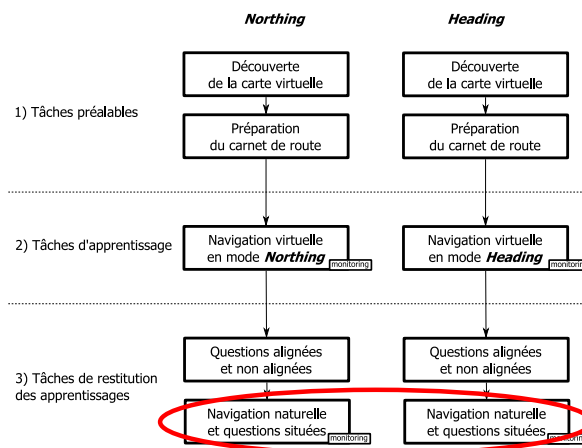 Northing
Heading
1) Tâches préalables
Découverte
de la carte virtuelle
Découverte
de la carte virtuelle
Préparation
du carnet de route
Préparation
du carnet de route
2) Tâches d'apprentissage
Navigation virtuelle
en mode Northing
monitoring
Navigation virtuelle
en mode Heading
monitoring
3) Tâches de restitution
des apprentissages
Questions alignées
et non alignées
Questions alignées
et non alignées
Navigation naturelle
et questions situées
monitoring
Navigation naturelle
et questions situées
monitoring